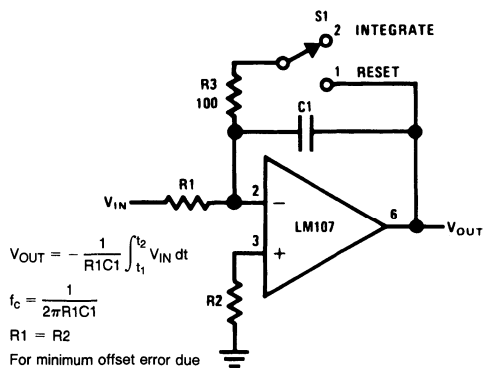 S1
2 INTEGRATE
R3
100
1 RESET
C1
V_IN
R1
2
−
LM107
6
V_OUT
3
+
R2
V_OUT = − 1/(R1C1) ∫_{t1}^{t2} V_IN dt
f_c = 1/(2πR1C1)
R1 = R2
For minimum offset error due